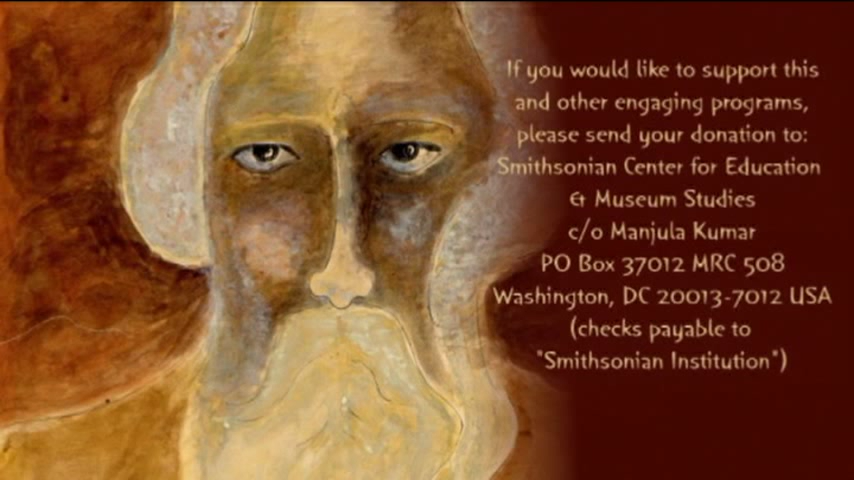 If you would like to support this
and other engaging programs,
please send your donation to:
Smithsonian Center for Education
& Museum Studies
c/o Manjula Kumar
PO Box 37012 MRC 508
Washington, DC 20013-7012 USA
(checks payable to
"Smithsonian Institution")